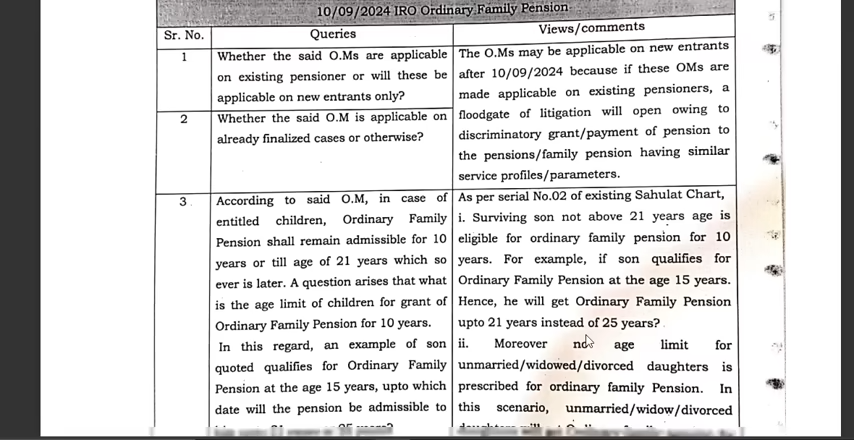 10/09/2024 IRO Ordinary Family Pension
Sr. No.
Queries
Views/comments
1
Whether the said O.Ms are applicable
on existing pensioner or will these be
applicable on new entrants only?
The O.Ms may be applicable on new entrants
after 10/09/2024 because if these OMs are
made applicable on existing pensioners, a
floodgate of litigation will open owing to
discriminatory grant/payment of pension to
the pensions/family pension having similar
service profiles/parameters.
2
Whether the said O.M is applicable on
already finalized cases or otherwise?
3
According to said O.M, in case of
entitled children, Ordinary Family
Pension shall remain admissible for 10
years or till age of 21 years which so
ever is later. A question arises that what
is the age limit of children for grant of
Ordinary Family Pension for 10 years.
In this regard, an example of son
quoted qualifies for Ordinary Family
Pension at the age 15 years, upto which
date will the pension be admissible to
As per serial No.02 of existing Sahulat Chart,
i. Surviving son not above 21 years age is
eligible for ordinary family pension for 10
years. For example, if son qualifies for
Ordinary Family Pension at the age 15 years.
Hence, he will get Ordinary Family Pension
upto 21 years instead of 25 years?
ii. Moreover age limit for
unmarried/widowed/divorced daughters is
prescribed for ordinary family Pension. In
this scenario, unmarried/widow/divorced